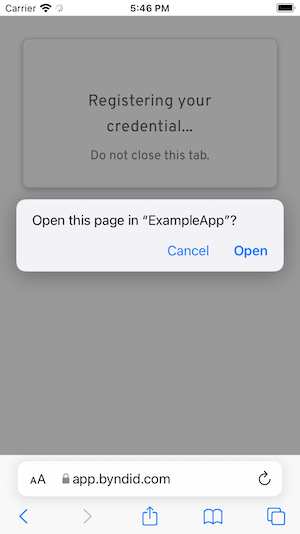 Carrier 5:46 PM
Registering your
credential...
Do not close this tab.
Open this page in “ExampleApp”?
Cancel Open
AA app.byndid.com